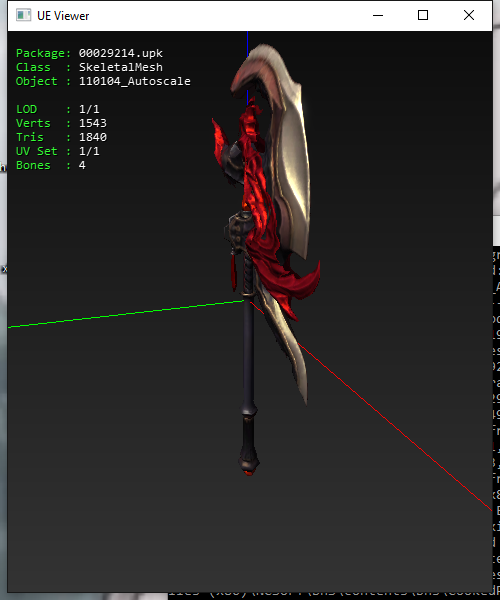 UE Viewer
Package: 00029214.upk
Class  : SkeletalMesh
Object : 110104_Autoscale
LOD    : 1/1
Verts  : 1543
Tris   : 1840
UV Set : 1/1
Bones  : 4